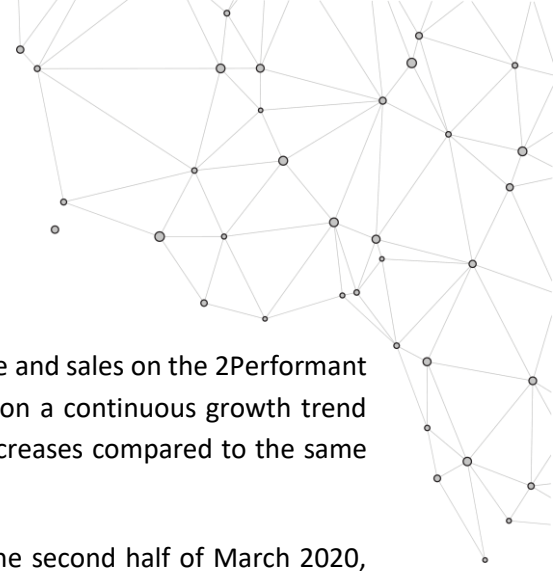 e and sales on the 2Performant
on a continuous growth trend
creases compared to the same
he second half of March 2020,